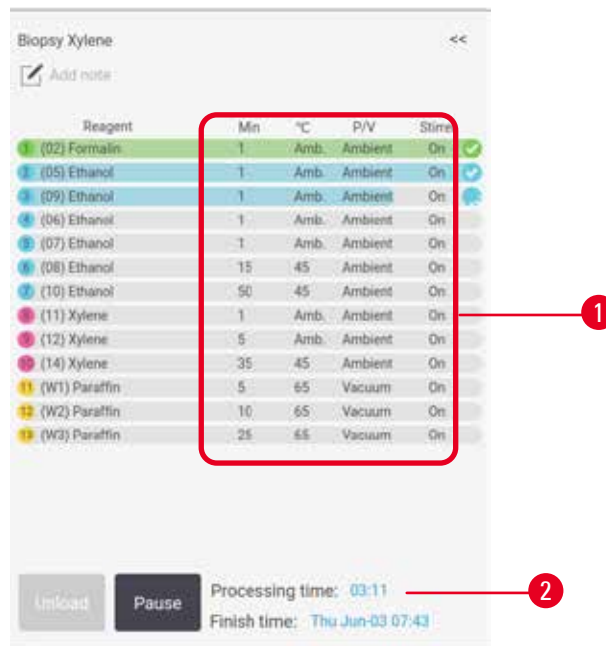 Biopsy Xylene <<
Add note
Reagent Min °C P/V Stirre
1 (02) Formalin 1 Amb. Ambient On
2 (05) Ethanol 1 Amb. Ambient On
3 (09) Ethanol 1 Amb. Ambient On
4 (06) Ethanol 1 Amb. Ambient On
5 (07) Ethanol 1 Amb. Ambient On
6 (08) Ethanol 15 45 Ambient On
7 (10) Ethanol 50 45 Ambient On
8 (11) Xylene 1 Amb. Ambient On
9 (12) Xylene 5 Amb. Ambient On
10 (14) Xylene 35 45 Ambient On
11 (W1) Paraffin 5 65 Vacuum On
12 (W2) Paraffin 10 65 Vacuum On
13 (W3) Paraffin 25 65 Vacuum On
1
Unload Pause Processing time: 03:11 2
Finish time: Thu Jun-03 07:43